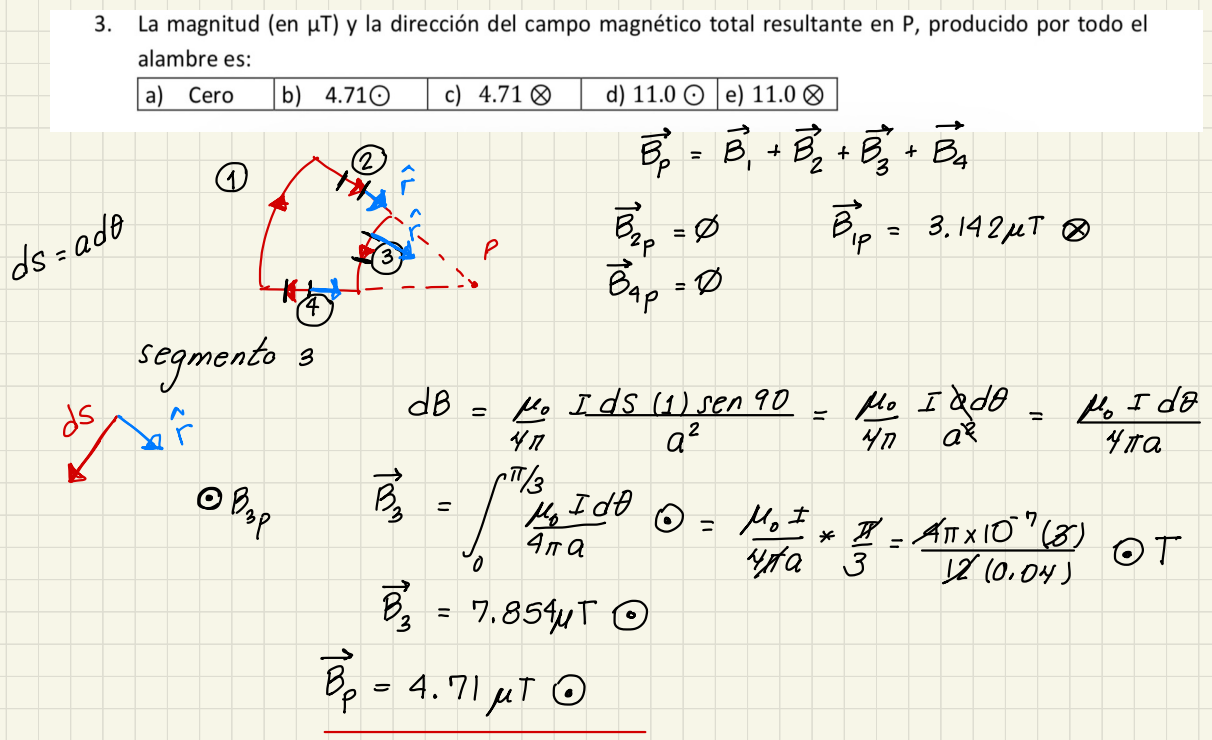 3. La magnitud (en µT) y la dirección del campo magnético total resultante en P, producido por todo el
alambre es:
a) Cero b) 4.71⊙ c) 4.71 ⊗ d) 11.0 ⊙ e) 11.0 ⊗
B⃗p = B⃗1 + B⃗2 + B⃗3 + B⃗4
1 2 r̂
ds = adθ
r̂ 3 P
4
B⃗2p = ∅ B⃗1p = 3.142 µT ⊗
B⃗4p = ∅
segmento 3
ds r̂
dB = μ₀/4π I ds (1) sen 90/a² = μ₀/4π I a dθ/a² = μ₀ I dθ/4πa
⊙ B3p
B⃗3 = ∫₀^π/3 μ₀ I dθ/4πa ⊙ = μ₀ I/4πa * π/3 = 4π x 10⁻⁷ (3)/12 (0.04) ⊙ T
B⃗3 = 7.854 µT ⊙
B⃗p = 4.71 µT ⊙